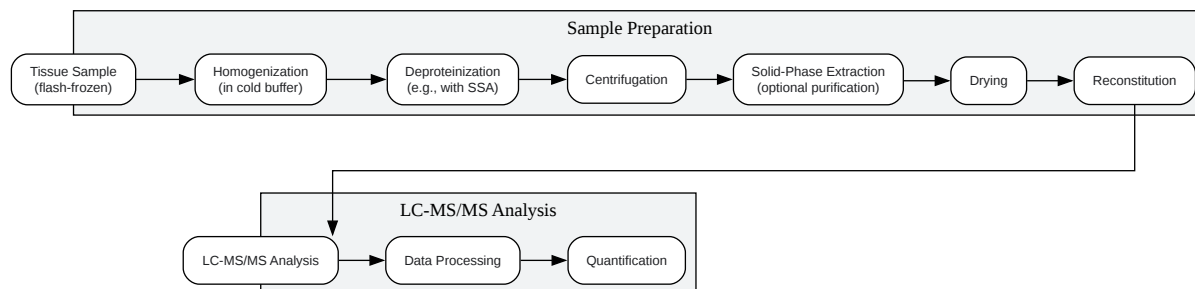 Sample Preparation
Tissue Sample
(flash-frozen)
Homogenization
(in cold buffer)
Deproteinization
(e.g., with SSA)
Centrifugation
Solid-Phase Extraction
(optional purification)
Drying
Reconstitution
LC-MS/MS Analysis
LC-MS/MS Analysis
Data Processing
Quantification